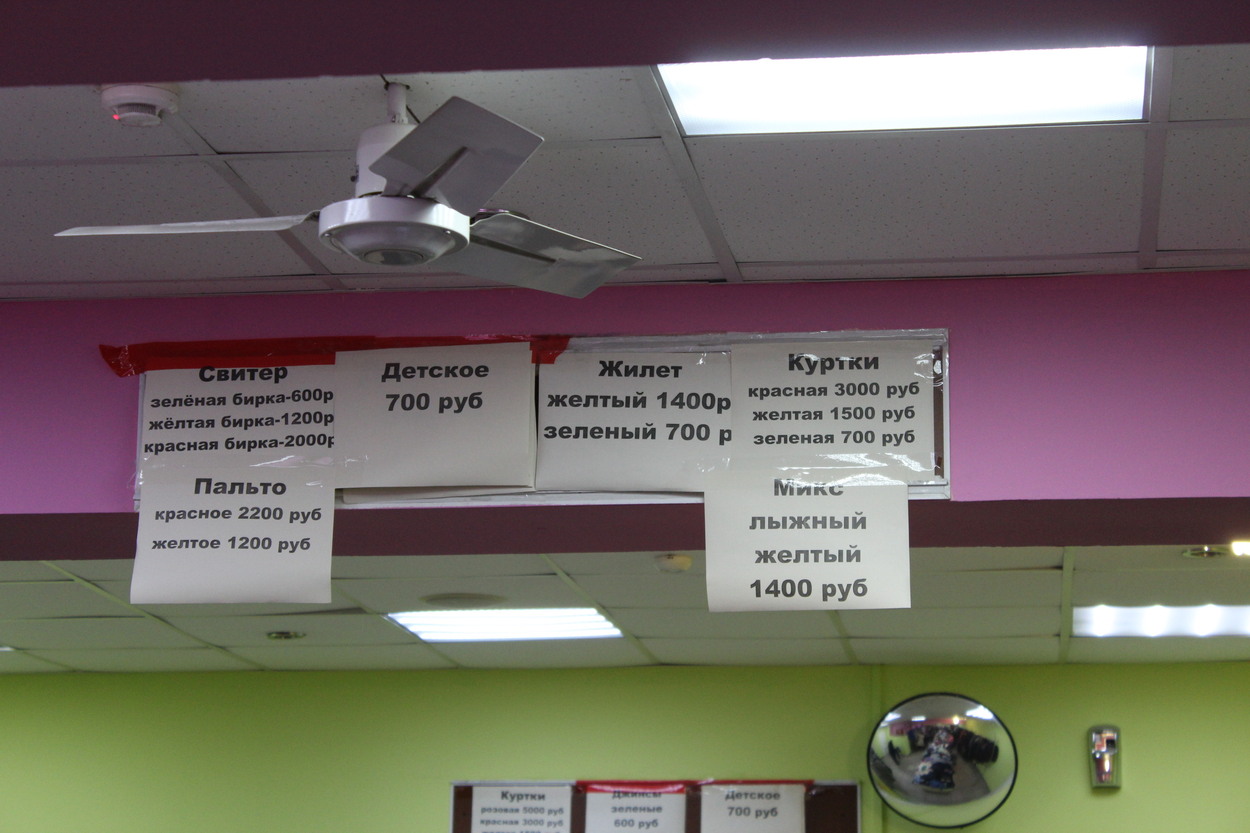 Свитер
зелёная бирка-600р
жёлтая бирка-1200р
красная бирка-2000р
Детское
700 руб
Жилет
желтый 1400р
зеленый 700 р
Куртки
красная 3000 руб
желтая 1500 руб
зеленая 700 руб
Пальто
красное 2200 руб
желтое 1200 руб
Микс
лыжный
желтый
1400 руб
Куртки
розовая 5000 руб
красная 3000 руб
Джинсы
зеленые
600 руб
Детское
700 руб